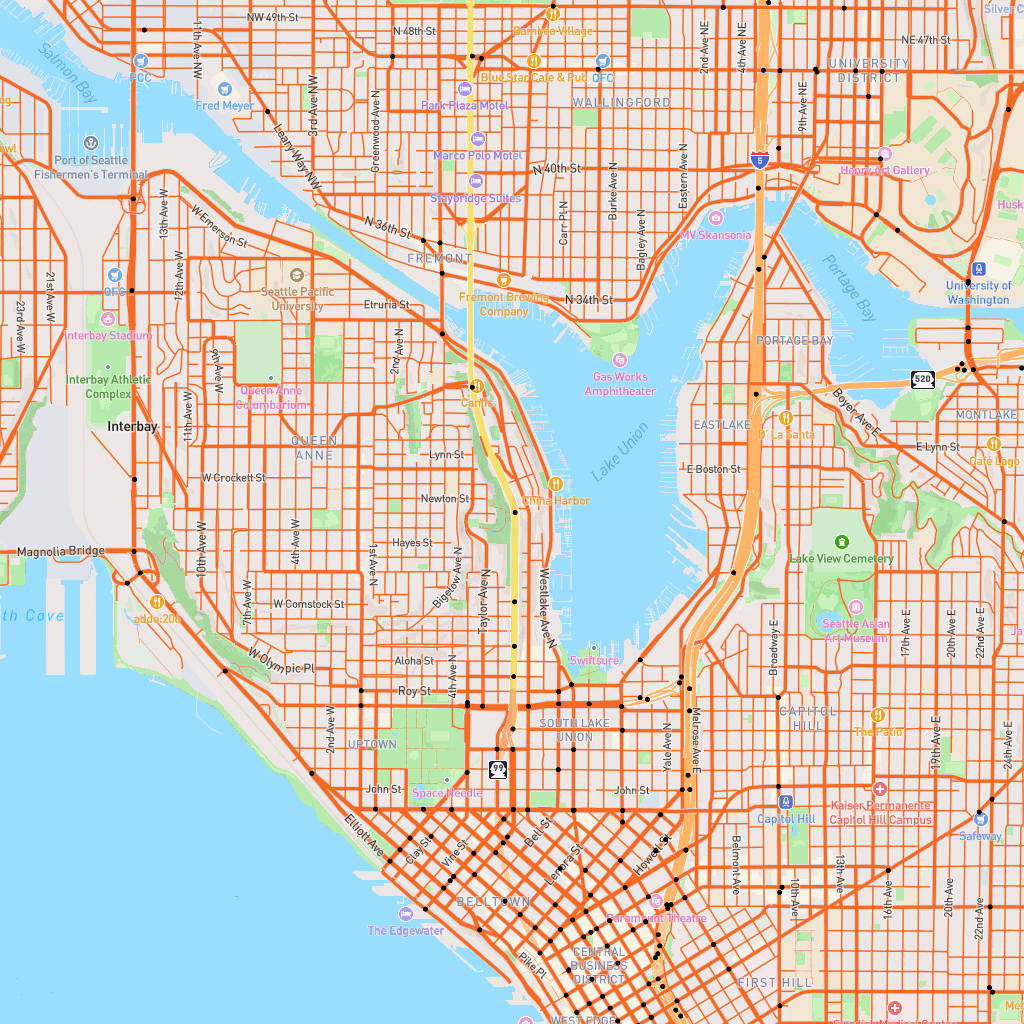 NW 49th St
Bamboo Village
N 48th St
Silver C
NE 47th St
11th Ave NW
2nd Ave NE
4th Ave NE
Salmon Bay
PCC
Blue Star Cafe & Pub
QFC
UNIVERSITY
DISTRICT
Fred Meyer
3rd Ave NW
Greenwood Ave N
Park Plaza Motel
WALLINGFORD
9th Ave NE
Port of Seattle
Fishermen's Terminal
Leary Way NW
Marco Polo Motel
5
N 40th St
Henry Art Gallery
Eastern Ave N
Burke Ave N
13th Ave W
Staybridge Suites
Husk
W Emerson St
N 36th St
Carr Pl N
Bagley Ave N
MV Skansonia
FREMONT
12th Ave W
21st Ave W
QFC
Seattle Pacific
University
Portage Bay
University of
Washington
Etruria St
Fremont Brewing
Company
N 34th St
23rd Ave W
Interbay Stadium
2nd Ave N
PORTAGE BAY
Gas Works
Amphitheater
9th Ave W
Interbay Athletic
Complex
Queen Anne
Columbarium
Canlis
520
Interbay
11th Ave W
Boyer Ave E
MONTLAKE
EASTLAKE
D' La Santa
QUEEN
ANNE
Lynn St
Lake Union
E Lynn St
Café Lago
W Crockett St
E Boston St
Newton St
China Harbor
4th Ave W
10th Ave W
Hayes St
Magnolia Bridge
Lake View Cemetery
1st Ave N
Bigelow Ave N
Taylor Ave N
Westlake Ave N
7th Ave W
W Comstock St
th Cove
Seattle Asian
Art Museum
17th Ave E
20th Ave E
22nd Ave E
Broadway E
W Olympic Pl
Aloha St
Swiftsure
4th Ave N
Roy St
2nd Ave W
SOUTH LAKE
UNION
Yale Ave N
Melrose Ave E
CAPITOL
HILL
The Patio
19th Ave E
24th Ave E
UPTOWN
99
John St
Space Needle
John St
Capitol Hill
Kaiser Permanente
Capitol Hill Campus
Safeway
Elliott Ave
Clay St
Vine St
Bell St
Lenora St
Howell St
Belmont Ave
13th Ave
10th Ave
16th Ave
20th Ave
22nd Ave
BELLTOWN
The Edgewater
Paramount Theatre
Pike Pl
CENTRAL
BUSINESS
DISTRICT
FIRST HILL
WEST EDGE